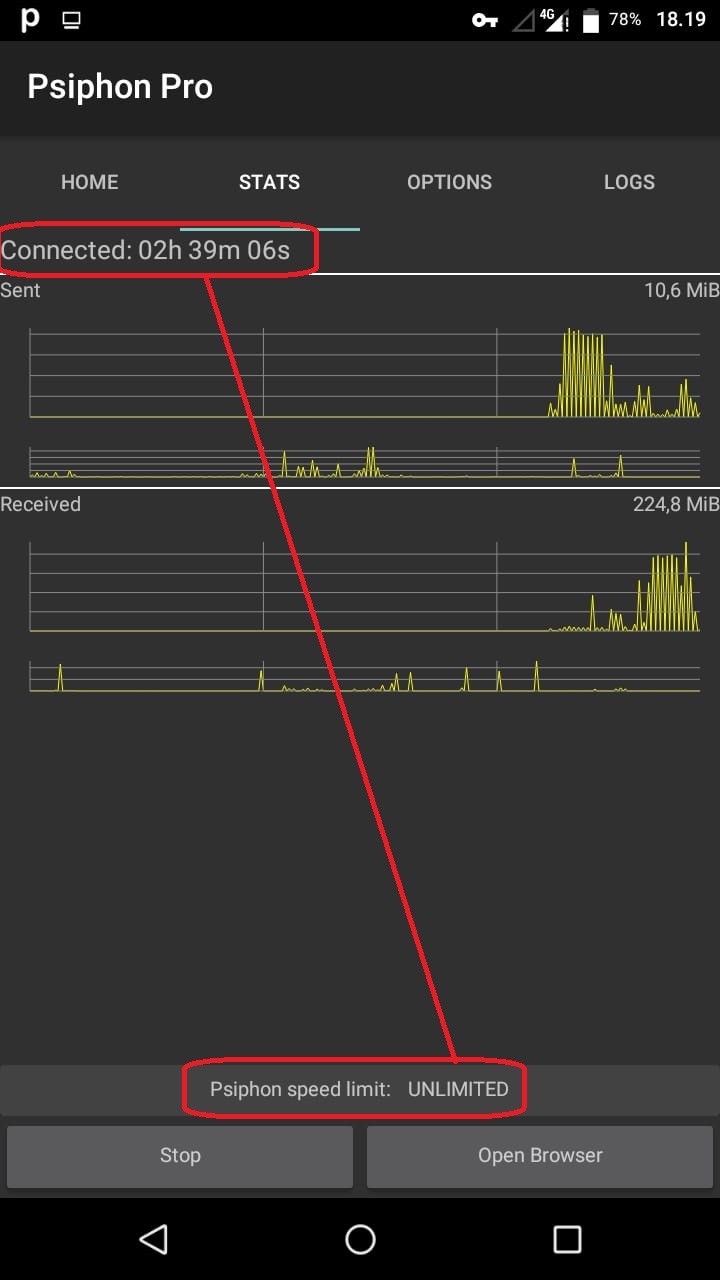 4G 78% 18.19
Psiphon Pro
HOME STATS OPTIONS LOGS
Connected: 02h 39m 06s
Sent 10,6 MiB
Received 224,8 MiB
Psiphon speed limit: UNLIMITED
Stop Open Browser